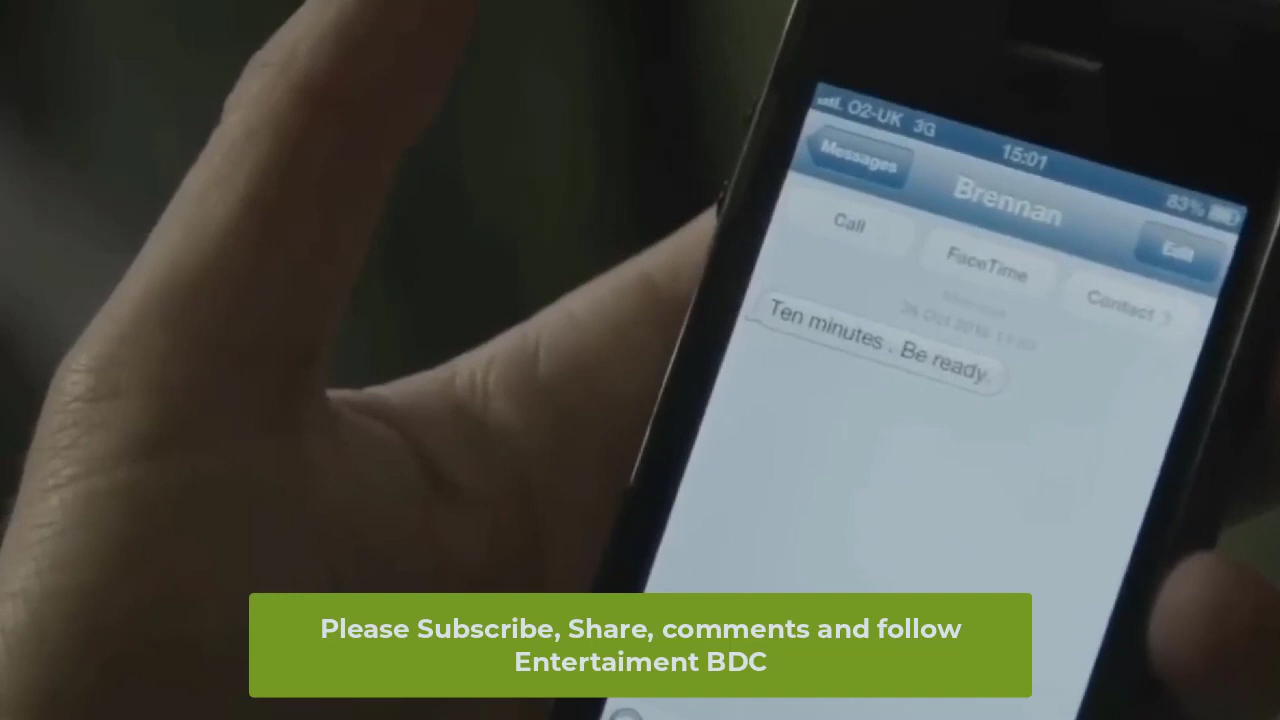 O2-UK 3G 15:01 83%
Messages Brennan Edit
Call FaceTime Contact
Ten minutes . Be ready.
Please Subscribe, Share, comments and follow
Entertaiment BDC